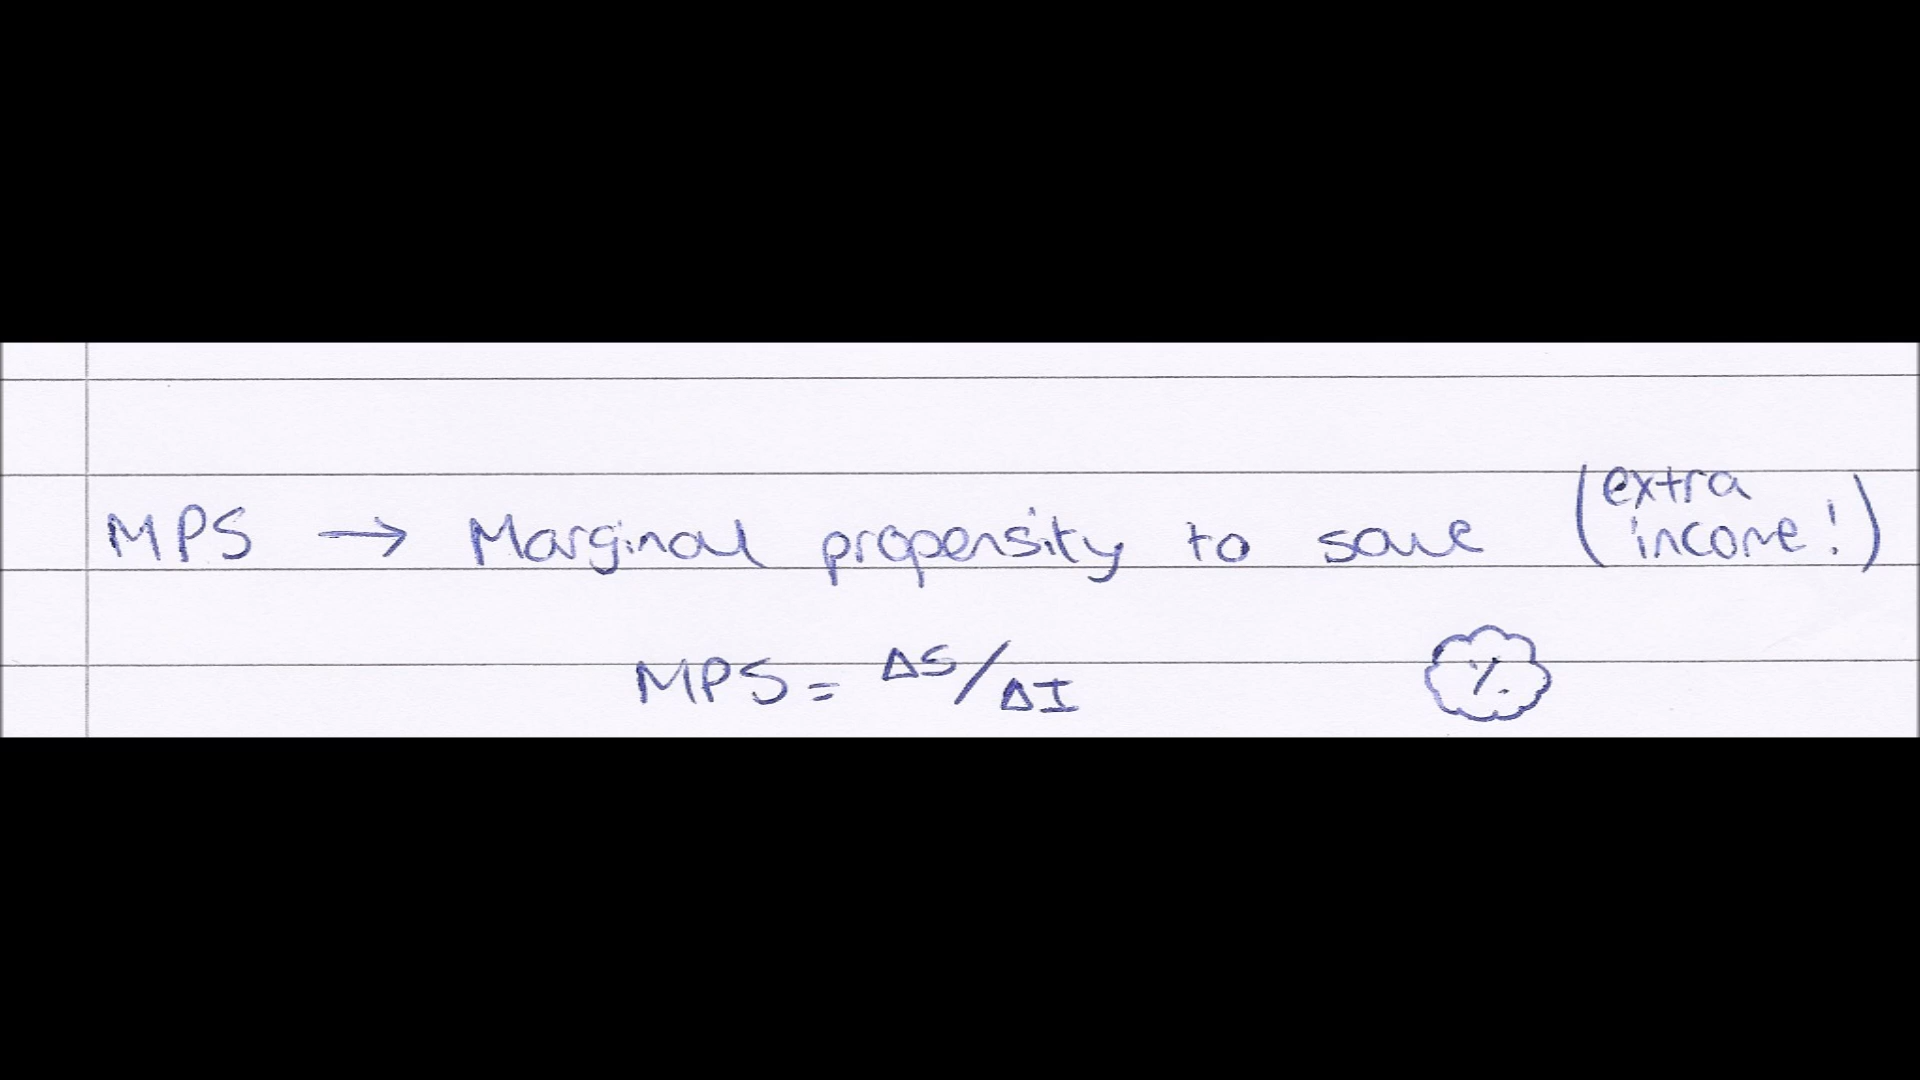 MPS → Marginal propensity to save (extra income!)
MPS = ΔS/ΔI
%